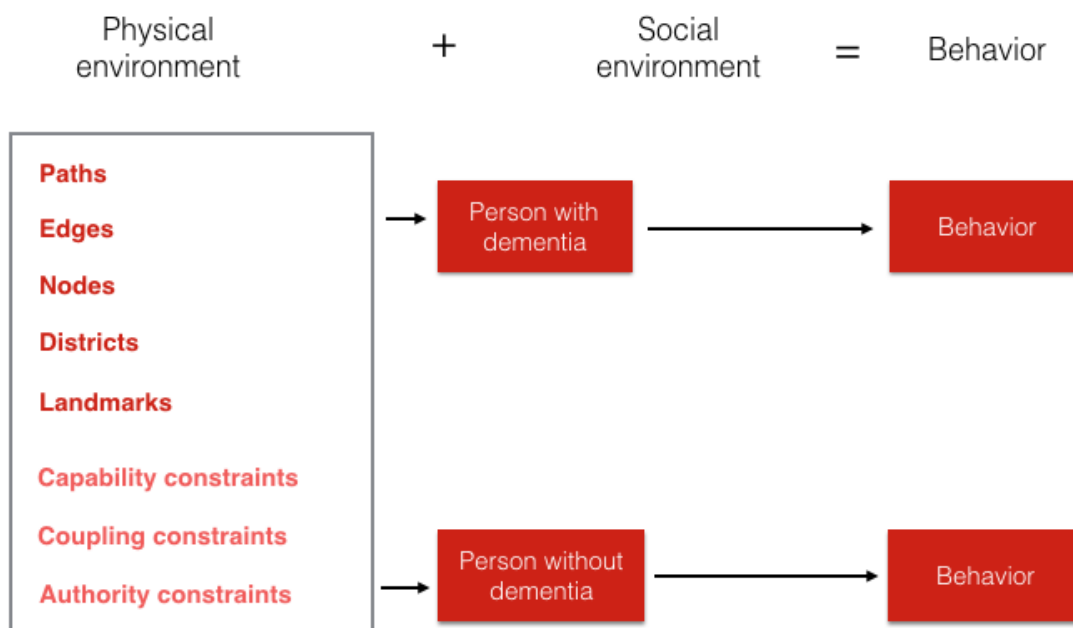 Physical
environment
+
Social
environment
=
Behavior
Paths
Edges
Nodes
Districts
Landmarks
Capability constraints
Coupling constraints
Authority constraints
Person with
dementia
Behavior
Person without
dementia
Behavior